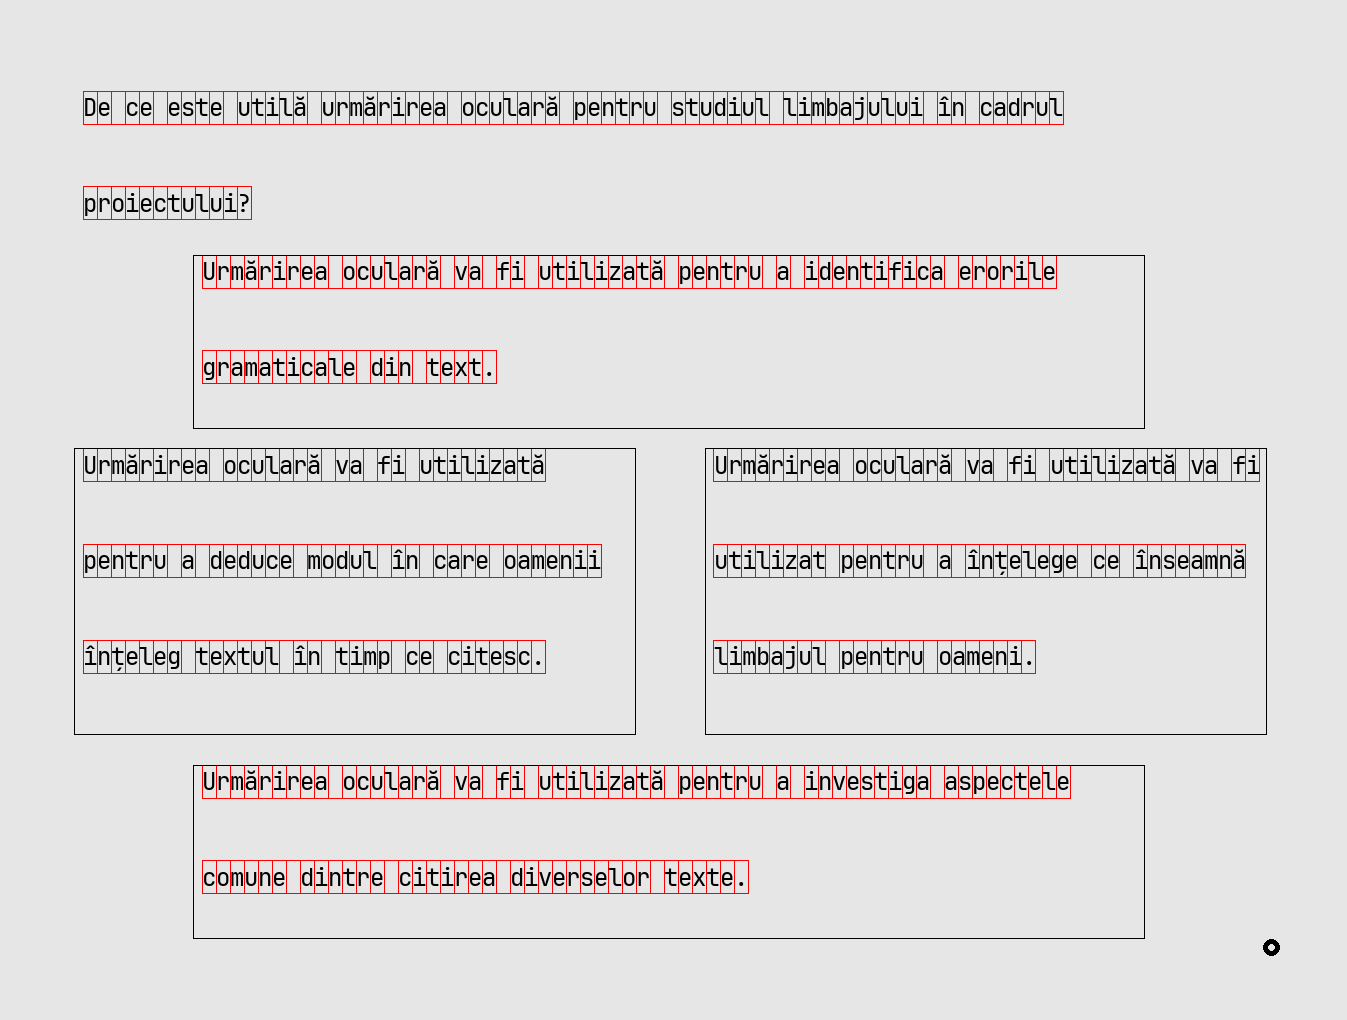 De ce este utilă urmărirea oculară pentru studiul limbajului în cadrul
proiectului?
Urmărirea oculară va fi utilizată pentru a identifica erorile
gramaticale din text.
Urmărirea oculară va fi utilizată
pentru a deduce modul în care oamenii
înțeleg textul în timp ce citesc.
Urmărirea oculară va fi utilizată va fi
utilizat pentru a înțelege ce înseamnă
limbajul pentru oameni.
Urmărirea oculară va fi utilizată pentru a investiga aspectele
comune dintre citirea diverselor texte.